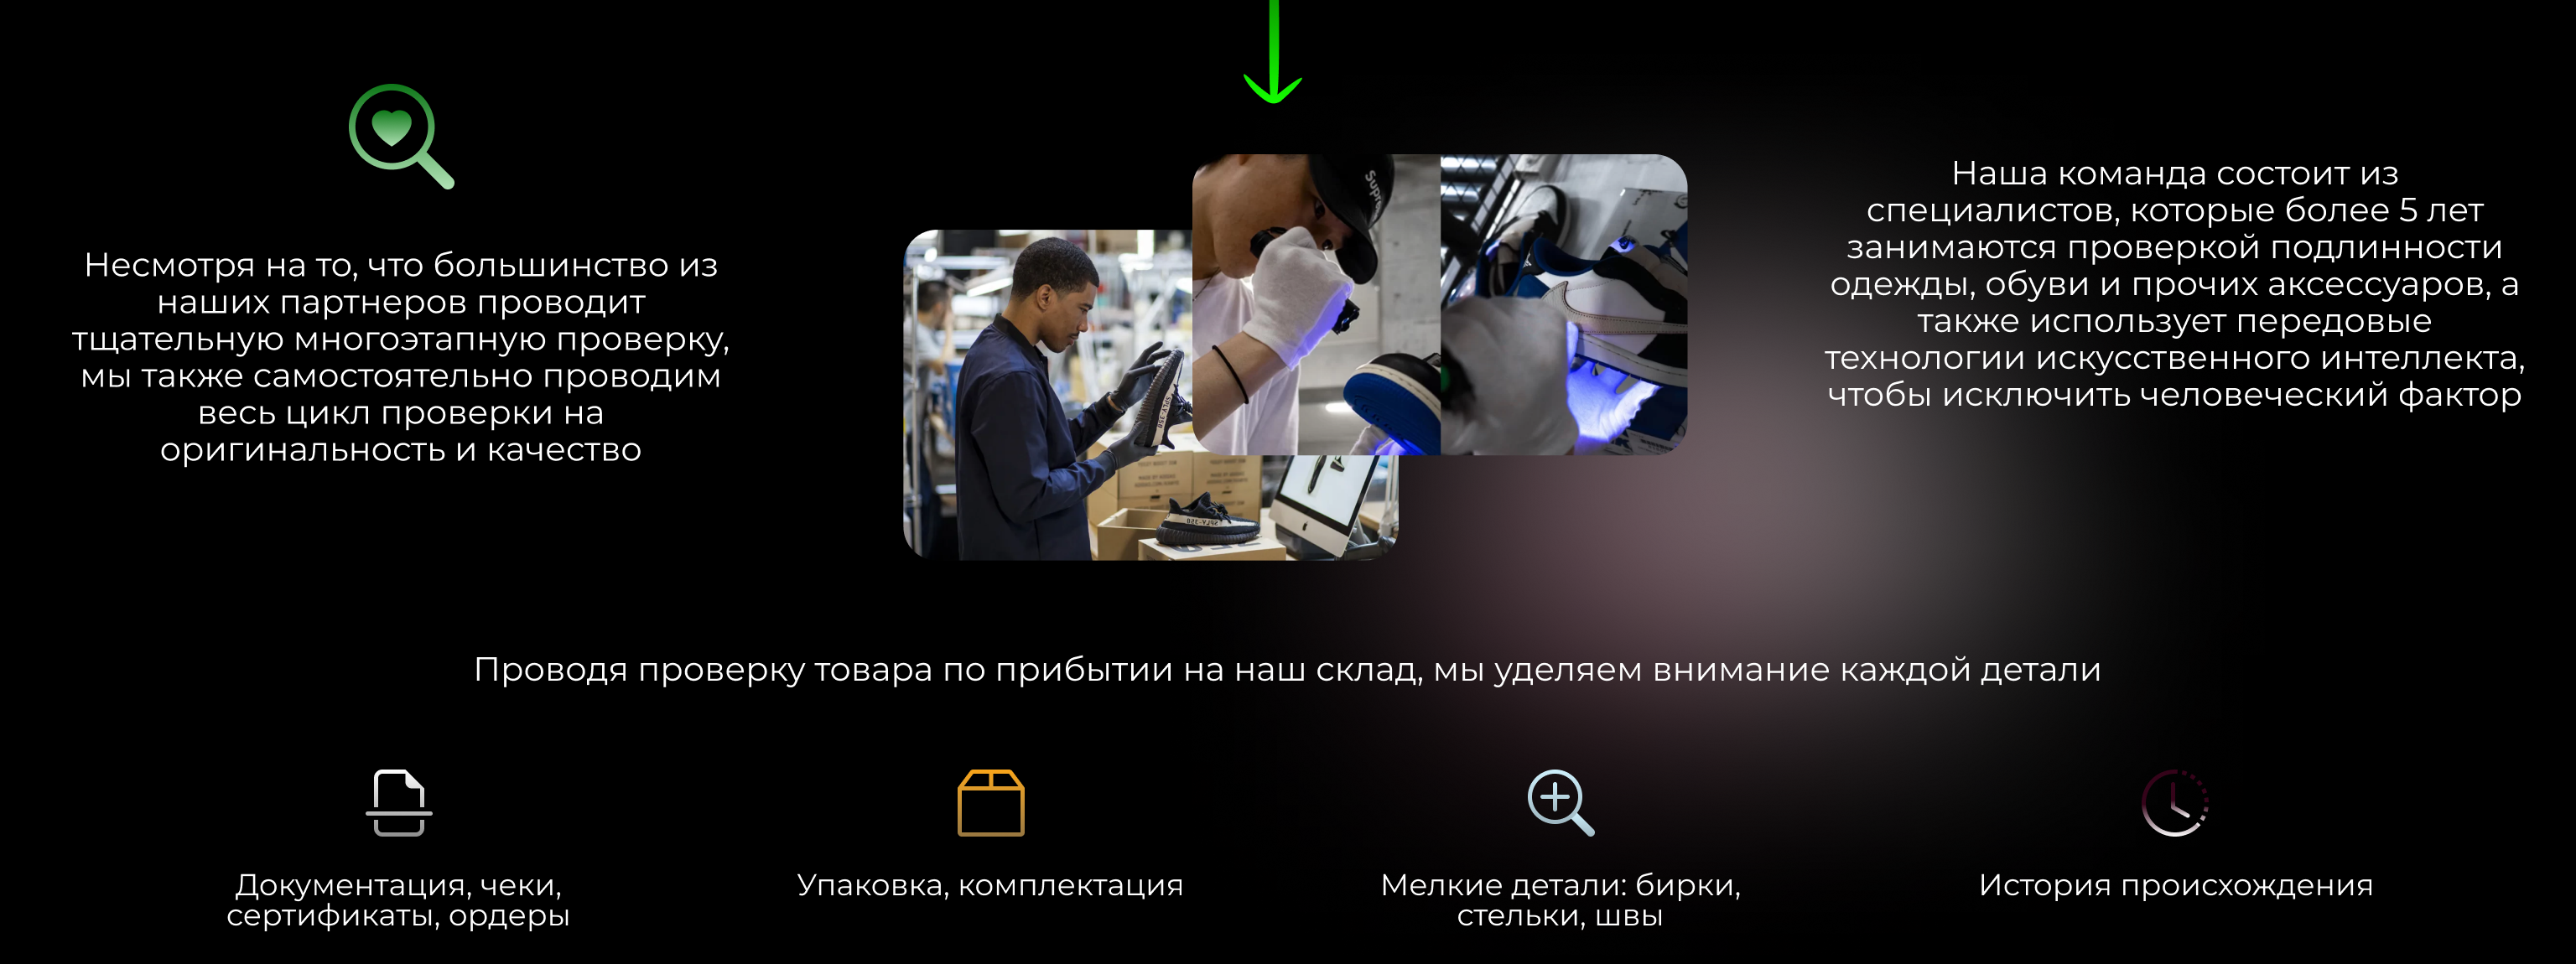 Несмотря на то, что большинство из
наших партнеров проводит
тщательную многоэтапную проверку,
мы также самостоятельно проводим
весь цикл проверки на
оригинальность и качество
Наша команда состоит из
специалистов, которые более 5 лет
занимаются проверкой подлинности
одежды, обуви и прочих аксессуаров, а
также использует передовые
технологии искусственного интеллекта,
чтобы исключить человеческий фактор
Проводя проверку товара по прибытии на наш склад, мы уделяем внимание каждой детали
Документация, чеки,
сертификаты, ордеры
Упаковка, комплектация
Мелкие детали: бирки,
стельки, швы
История происхождения